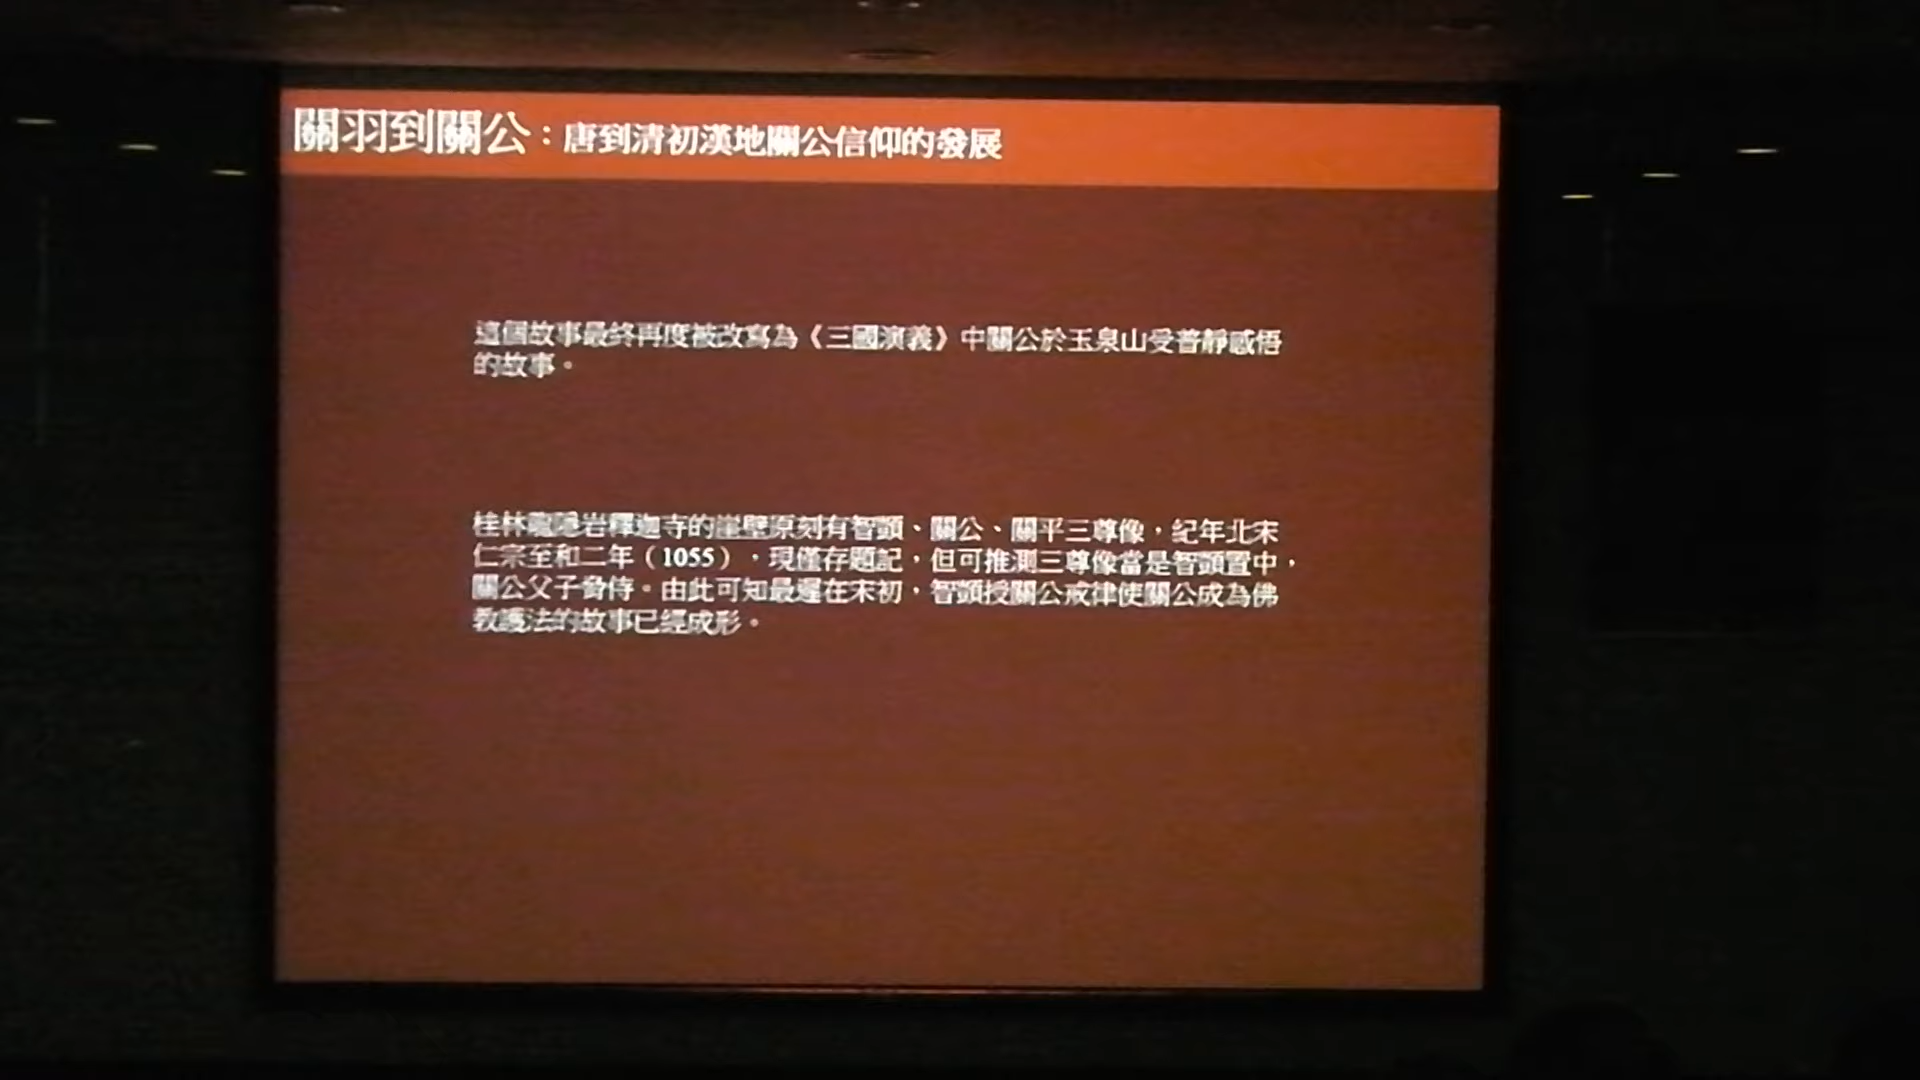 關羽到關公：唐到清初漢地關公信仰的發展
這個故事最終再度被改寫為《三國演義》中關公於玉泉山受普靜感悟
的故事。
桂林龍隱岩釋迦寺的崖壁原刻有智顗、關公、關平三尊像，紀年北宋
仁宗至和二年（1055），現僅存題記，但可推測三尊像當是智顗置中，
關公父子脅侍。由此可知最遲在宋初，智顗授關公戒律使關公成為佛
教護法的故事已經成形。